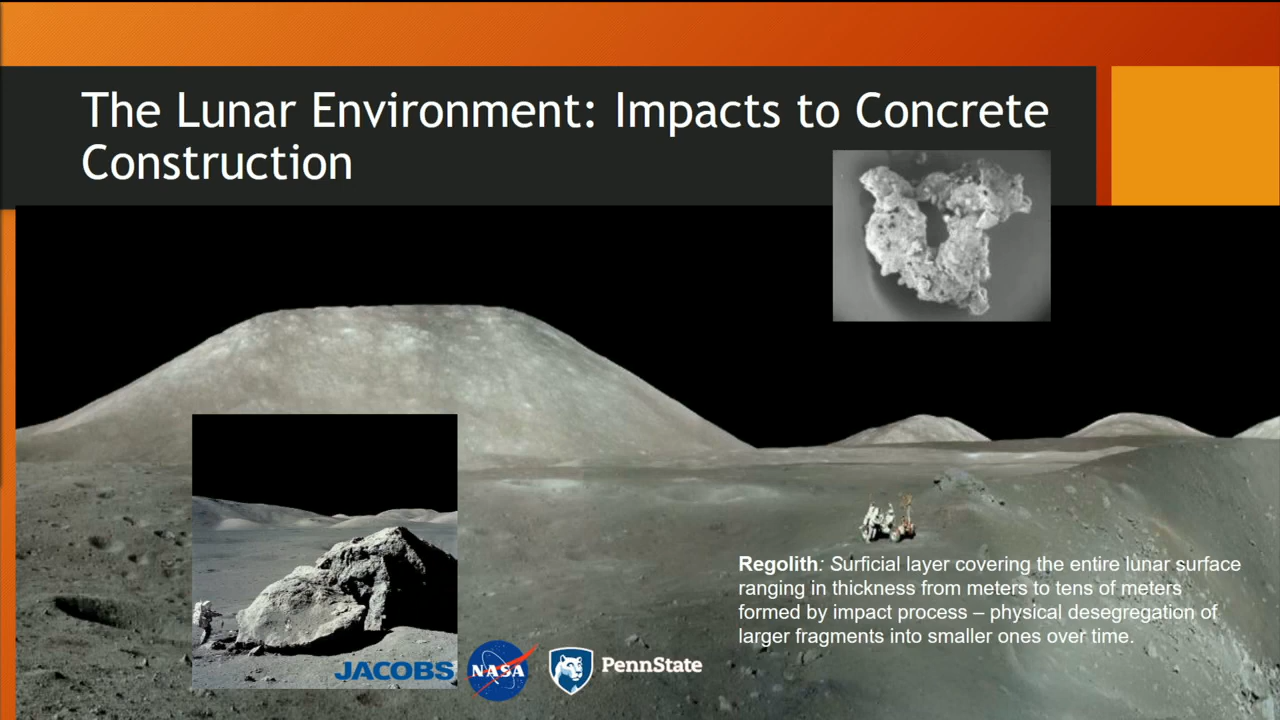 The Lunar Environment: Impacts to Concrete
Construction
Regolith: Surficial layer covering the entire lunar surface
ranging in thickness from meters to tens of meters
formed by impact process – physical desegregation of
larger fragments into smaller ones over time.
JACOBS
NASA
PennState